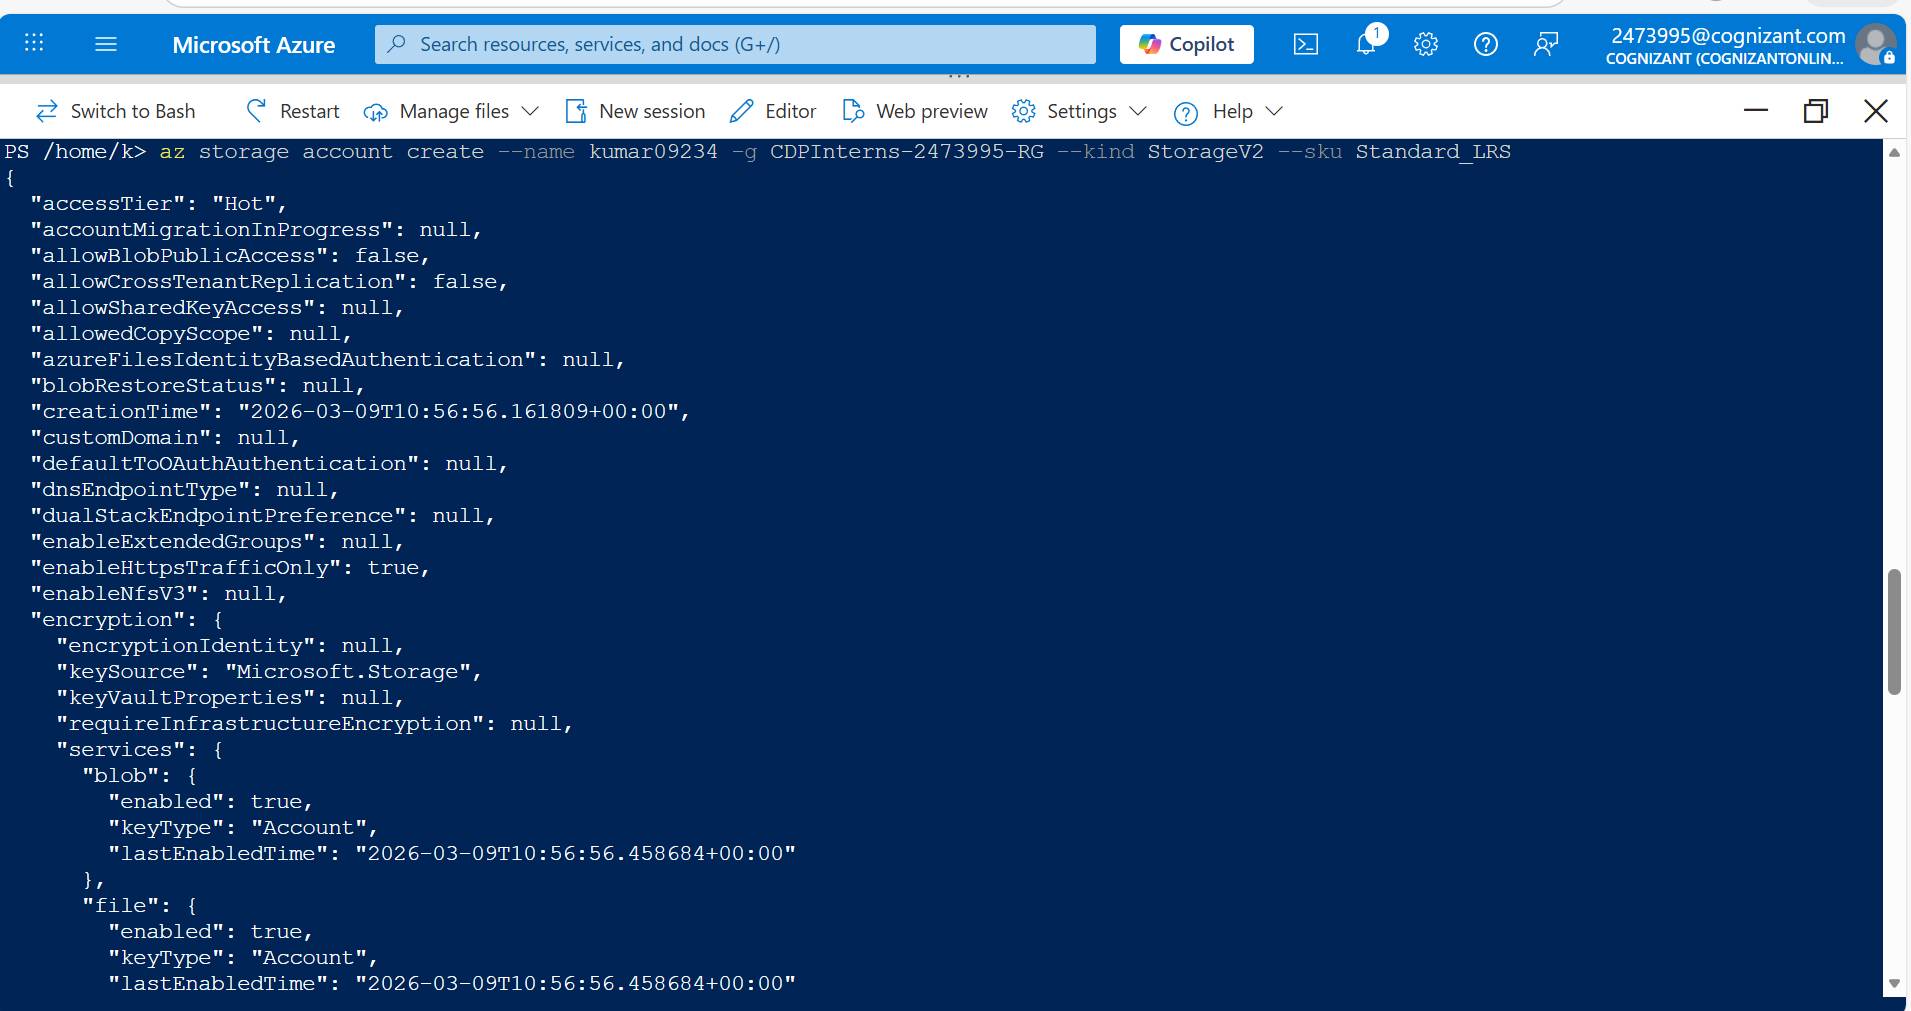 Microsoft Azure
Search resources, services, and docs (G+/)
Copilot
1
2473995@cognizant.com
COGNIZANT (COGNIZANTONLIN...
Switch to Bash
Restart
Manage files
New session
Editor
Web preview
Settings
Help
PS /home/k> az storage account create --name kumar09234 -g CDPInterns-2473995-RG --kind StorageV2 --sku Standard_LRS
{
  "accessTier": "Hot",
  "accountMigrationInProgress": null,
  "allowBlobPublicAccess": false,
  "allowCrossTenantReplication": false,
  "allowSharedKeyAccess": null,
  "allowedCopyScope": null,
  "azureFilesIdentityBasedAuthentication": null,
  "blobRestoreStatus": null,
  "creationTime": "2026-03-09T10:56:56.161809+00:00",
  "customDomain": null,
  "defaultToOAuthAuthentication": null,
  "dnsEndpointType": null,
  "dualStackEndpointPreference": null,
  "enableExtendedGroups": null,
  "enableHttpsTrafficOnly": true,
  "enableNfsV3": null,
  "encryption": {
    "encryptionIdentity": null,
    "keySource": "Microsoft.Storage",
    "keyVaultProperties": null,
    "requireInfrastructureEncryption": null,
    "services": {
      "blob": {
        "enabled": true,
        "keyType": "Account",
        "lastEnabledTime": "2026-03-09T10:56:56.458684+00:00"
      },
      "file": {
        "enabled": true,
        "keyType": "Account",
        "lastEnabledTime": "2026-03-09T10:56:56.458684+00:00"